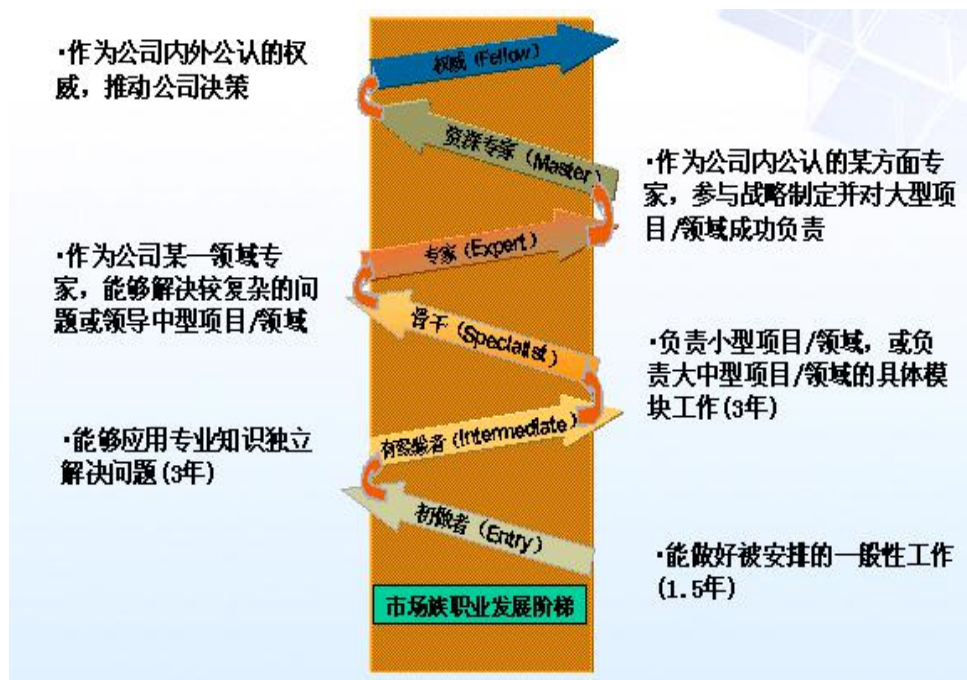 ·作为公司内外公认的权
威，推动公司决策
权威（Fellow）
资深专家（Master）
·作为公司内公认的某方面专
家，参与战略制定并对大型项
目/领域成功负责
专家（Expert）
·作为公司某一领域专
家，能够解决较复杂的问
题或领导中型项目/领域
骨干（Specialist）
·负责小型项目/领域，或负
责大中型项目/领域的具体模
块工作(3年)
有经验者（Intermediate）
·能够应用专业知识独立
解决问题(3年)
初做者（Entry）
·能做好被安排的一般性工作
(1.5年)
市场族职业发展阶梯